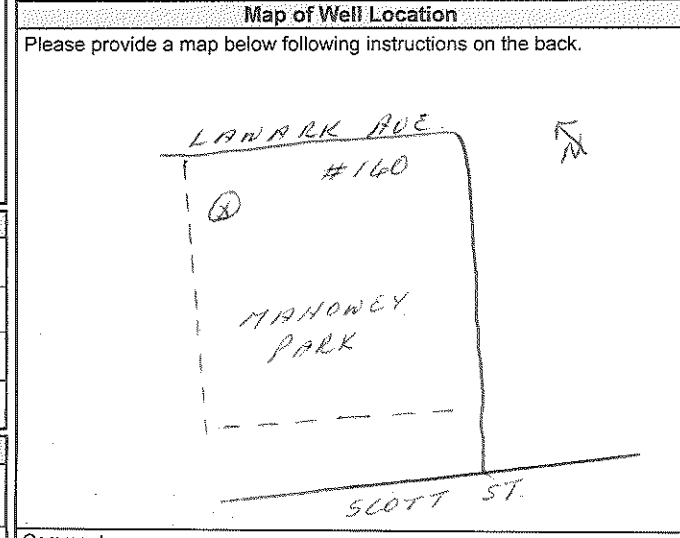 Map of Well Location
Please provide a map below following instructions on the back.
LANARK AVE.
N
#160
X
MAHONEY
PARK
SCOTT ST.